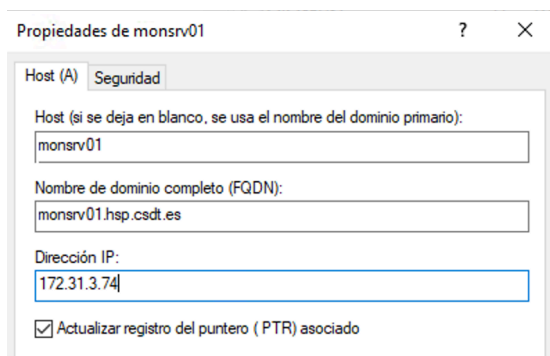 Propiedades de monsrv01
?
Host (A) Seguridad
Host (si se deja en blanco, se usa el nombre del dominio primario):
monsrv01
Nombre de dominio completo (FQDN):
monsrv01.hsp.csdt.es
Dirección IP:
172.31.3.74
Actualizar registro del puntero ( PTR) asociado